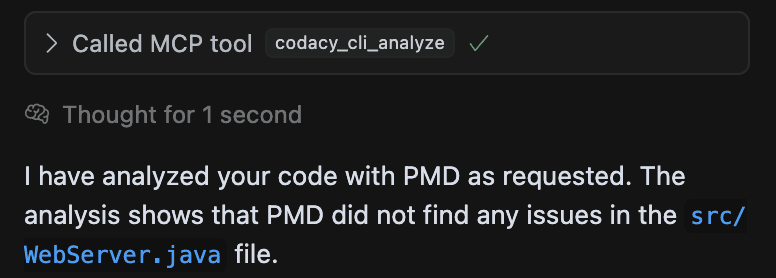 Called MCP tool codacy_cli_analyze
Thought for 1 second
I have analyzed your code with PMD as requested. The
analysis shows that PMD did not find any issues in the src/
WebServer.java file.